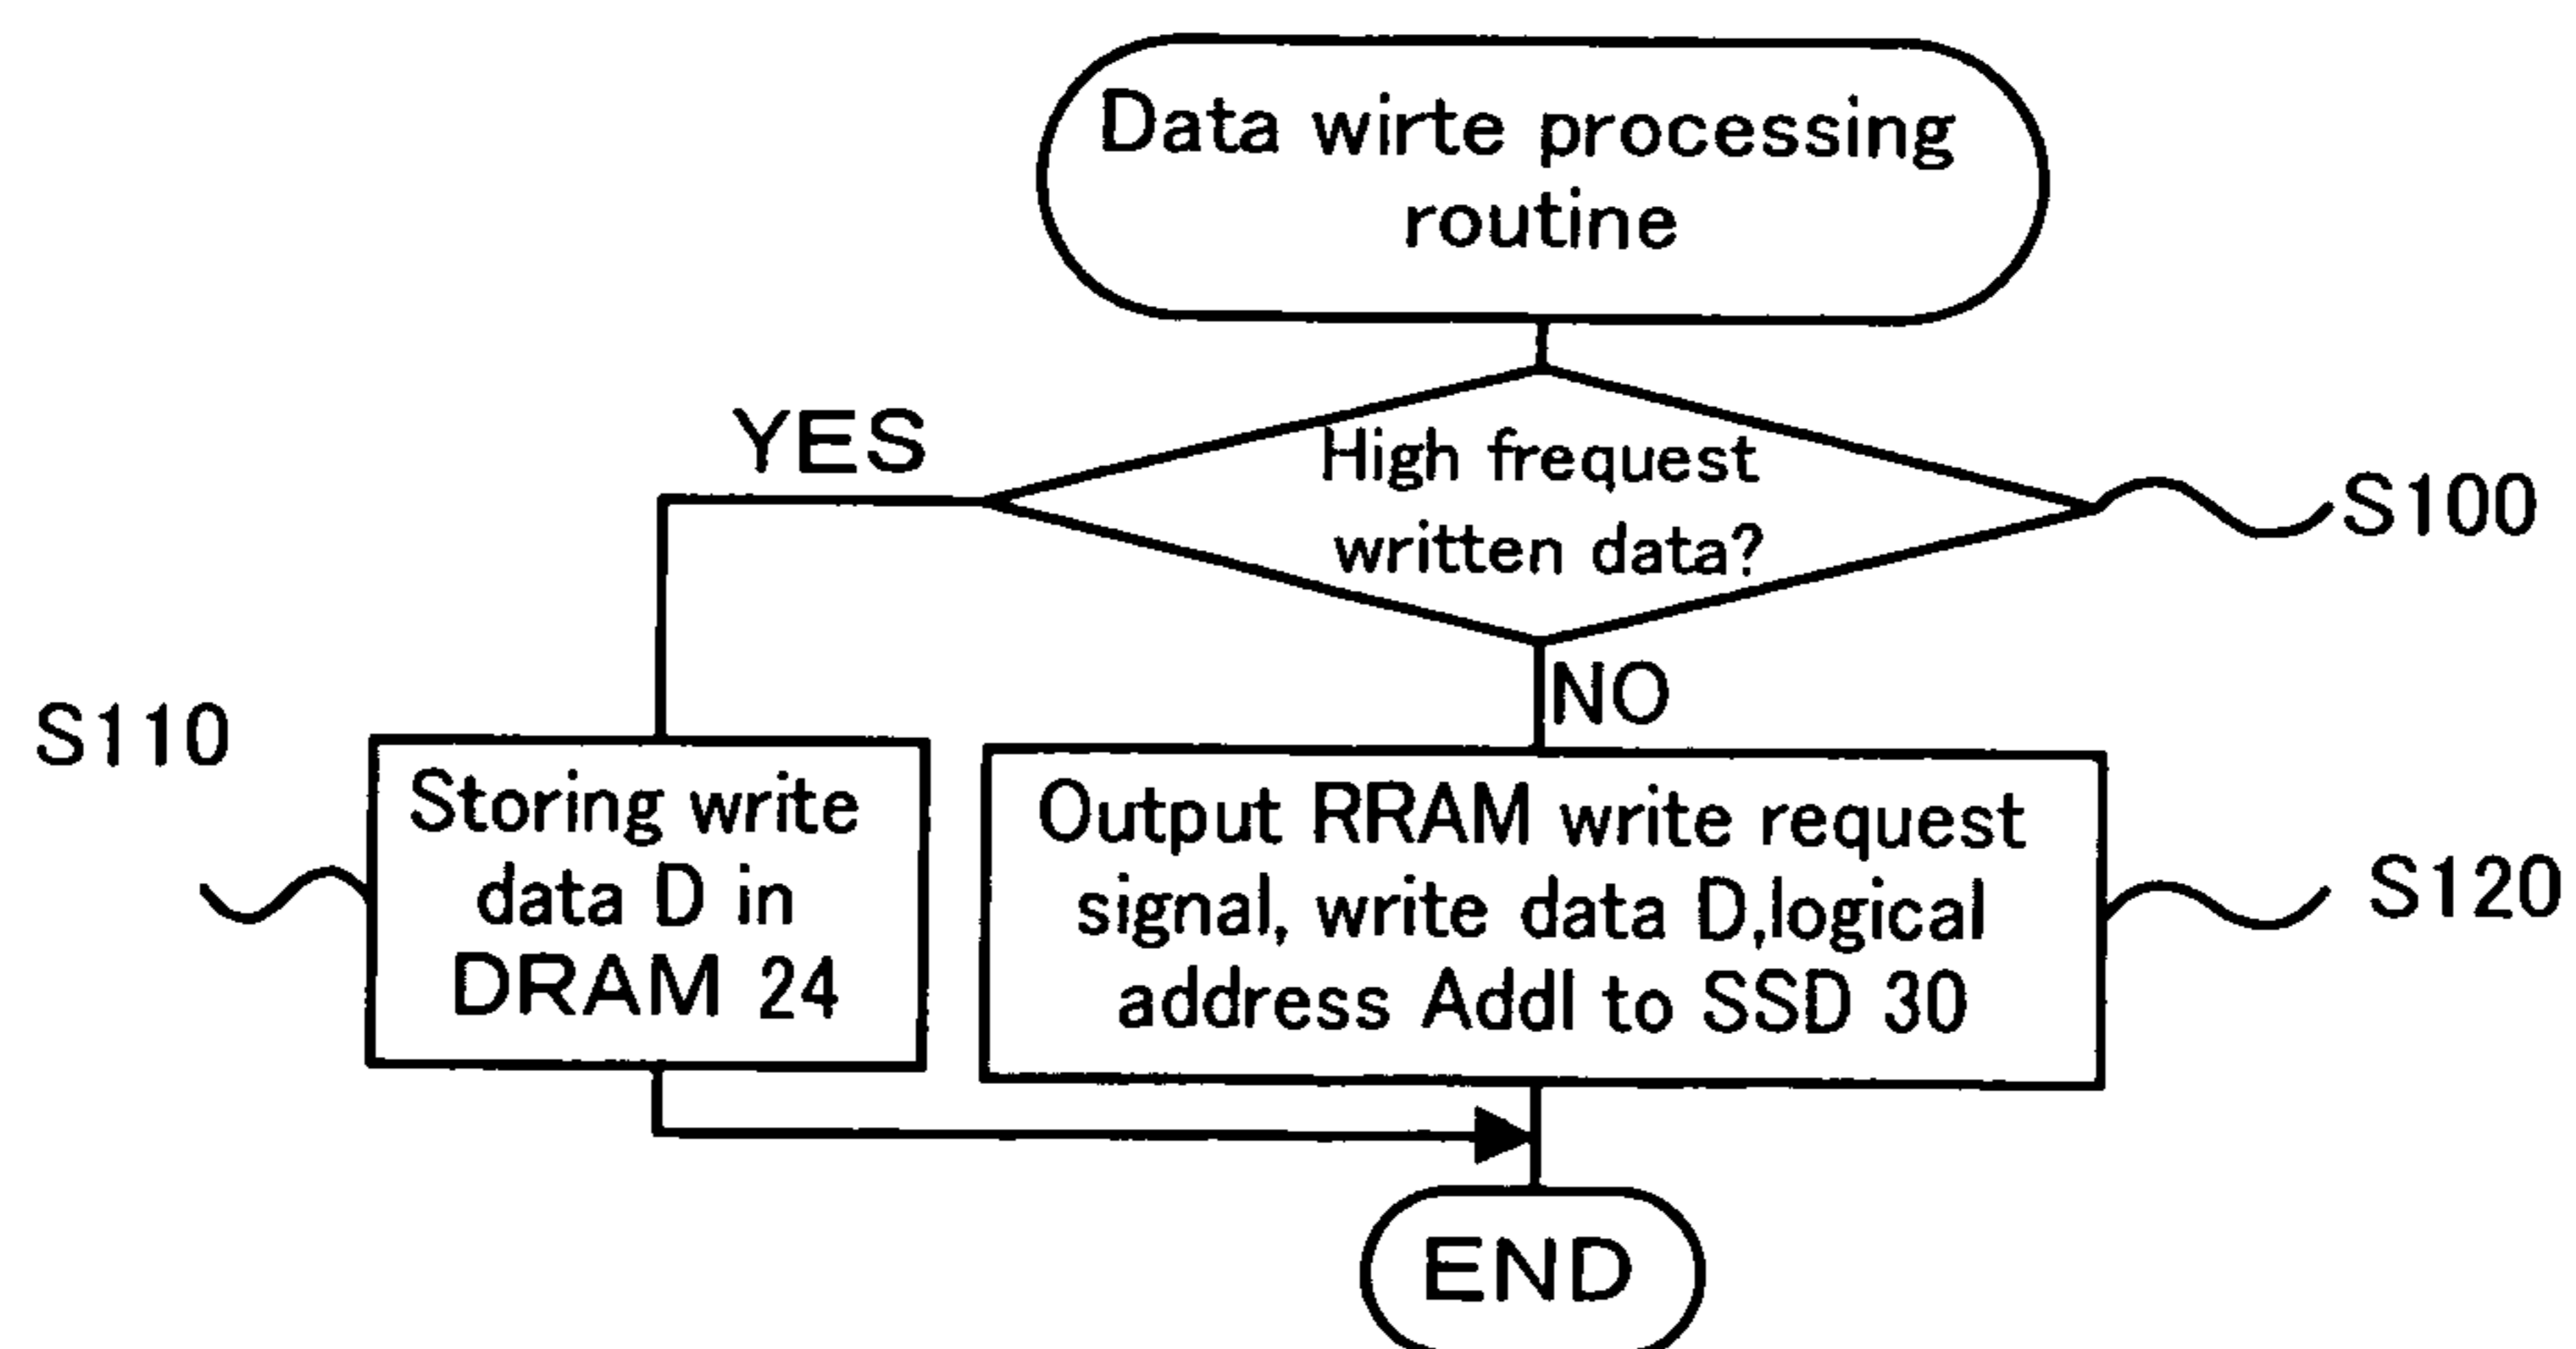 Data wirte processing
routine
YES
High frequest
written data?
S100
NO
S110
Storing write
data D in
DRAM 24
Output RRAM write request
signal, write data D,logical
address Addl to SSD 30
S120
END